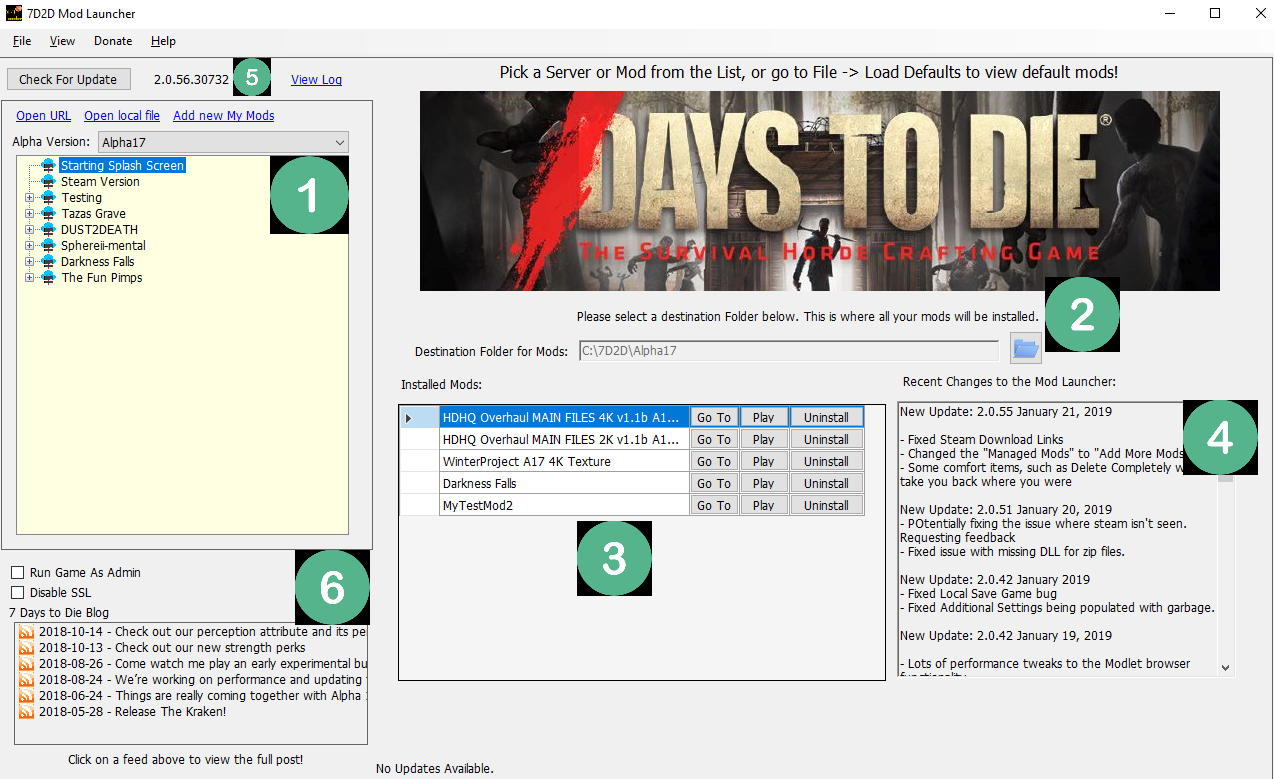 7D2D Mod Launcher
File View Donate Help
Check For Update 2.0.56.30732 5 View Log
Open URL Open local file Add new My Mods
Alpha Version: Alpha17
Starting Splash Screen
Steam Version
Testing
Tazas Grave
DUST2DEATH
Sphereii-mental
Darkness Falls
The Fun Pimps
1
Run Game As Admin
Disable SSL
6
7 Days to Die Blog
2018-10-14 - Check out our perception attribute and its pe
2018-10-13 - Check out our new strength perks
2018-08-26 - Come watch me play an early experimental bu
2018-08-24 - We're working on performance and updating
2018-06-24 - Things are really coming together with Alpha
2018-05-28 - Release The Kraken!
Click on a feed above to view the full post!
Pick a Server or Mod from the List, or go to File -> Load Defaults to view default mods!
7 DAYS TO DIE®
The Survival Horde Crafting Game
Please select a destination Folder below. This is where all your mods will be installed.
2
Destination Folder for Mods: C:\7D2D\Alpha17
Installed Mods:
HDHQ Overhaul MAIN FILES 4K v1.1b A1... Go To Play Uninstall
HDHQ Overhaul MAIN FILES 2K v1.1b A1... Go To Play Uninstall
WinterProject A17 4K Texture Go To Play Uninstall
Darkness Falls Go To Play Uninstall
MyTestMod2 Go To Play Uninstall
3
Recent Changes to the Mod Launcher:
New Update: 2.0.55 January 21, 2019
- Fixed Steam Download Links
- Changed the "Managed Mods" to "Add More Mods
- Some comfort items, such as Delete Completely w
take you back where you were
4
New Update: 2.0.51 January 20, 2019
- POtentially fixing the issue where steam isn't seen.
Requesting feedback
- Fixed issue with missing DLL for zip files.
New Update: 2.0.42 January 2019
- Fixed Local Save Game bug
- Fixed Additional Settings being populated with garbage.
New Update: 2.0.42 January 19, 2019
- Lots of performance tweaks to the Modlet browser
No Updates Available.